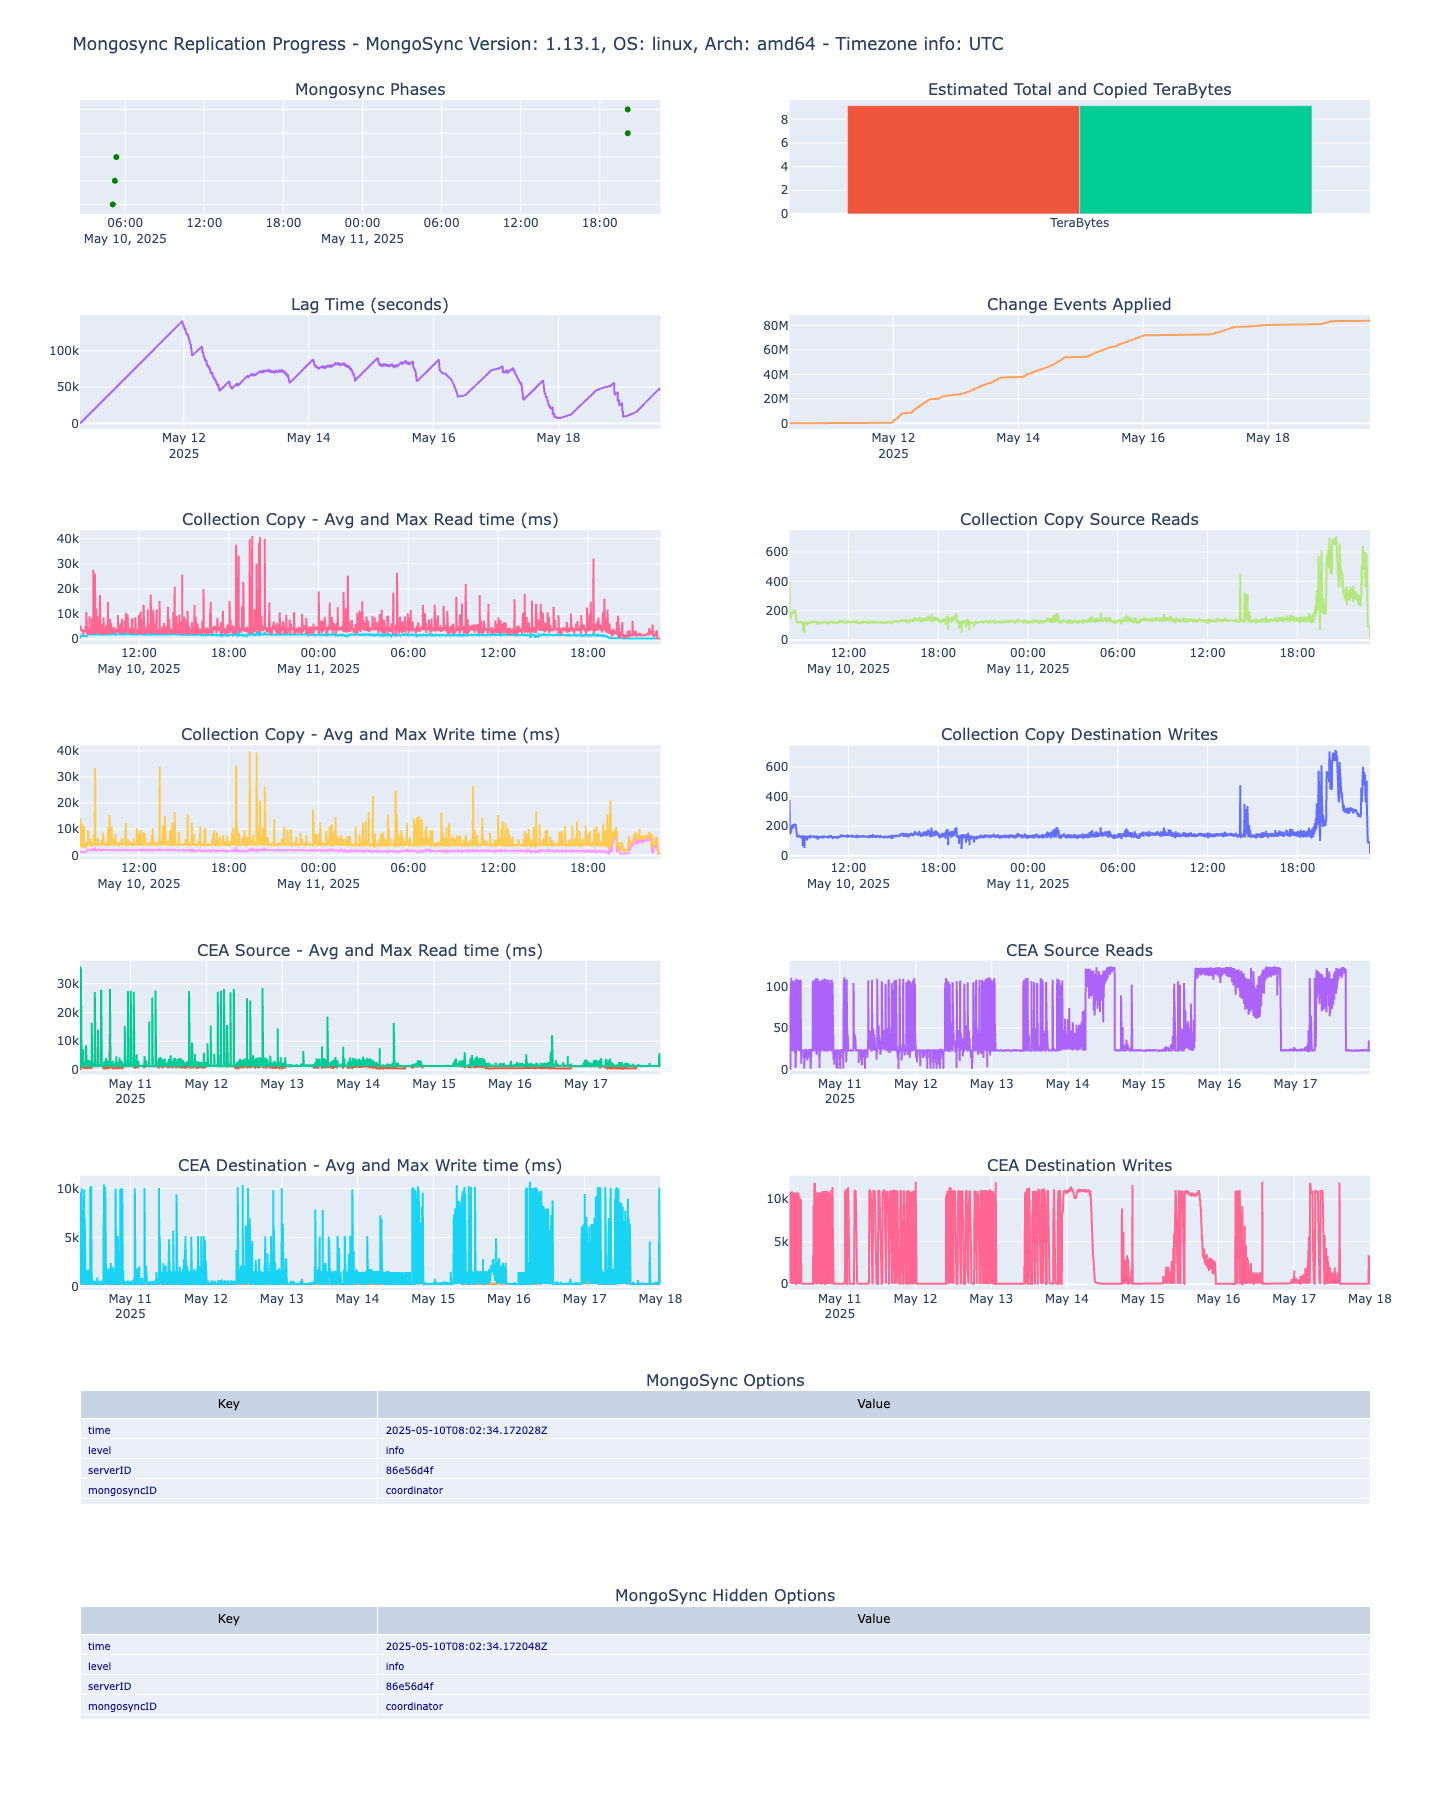 Mongosync Replication Progress - MongoSync Version: 1.13.1, OS: linux, Arch: amd64 - Timezone info: UTC
Mongosync Phases
06:00 12:00 18:00 00:00 06:00 12:00 18:00
May 10, 2025 May 11, 2025
Estimated Total and Copied TeraBytes
8
6
4
2
0
TeraBytes
Lag Time (seconds)
100k
50k
0
May 12 May 14 May 16 May 18
2025
Change Events Applied
80M
60M
40M
20M
0
May 12 May 14 May 16 May 18
2025
Collection Copy - Avg and Max Read time (ms)
40k
30k
20k
10k
0
12:00 18:00 00:00 06:00 12:00 18:00
May 10, 2025 May 11, 2025
Collection Copy Source Reads
600
400
200
0
12:00 18:00 00:00 06:00 12:00 18:00
May 10, 2025 May 11, 2025
Collection Copy - Avg and Max Write time (ms)
40k
30k
20k
10k
0
12:00 18:00 00:00 06:00 12:00 18:00
May 10, 2025 May 11, 2025
Collection Copy Destination Writes
600
400
200
0
12:00 18:00 00:00 06:00 12:00 18:00
May 10, 2025 May 11, 2025
CEA Source - Avg and Max Read time (ms)
30k
20k
10k
0
May 11 May 12 May 13 May 14 May 15 May 16 May 17
2025
CEA Source Reads
100
50
0
May 11 May 12 May 13 May 14 May 15 May 16 May 17
2025
CEA Destination - Avg and Max Write time (ms)
10k
5k
0
May 11 May 12 May 13 May 14 May 15 May 16 May 17 May 18
2025
CEA Destination Writes
10k
5k
0
May 11 May 12 May 13 May 14 May 15 May 16 May 17 May 18
2025
MongoSync Options
Key Value
time 2025-05-10T08:02:34.172028Z
level info
serverID 86e56d4f
mongosyncID coordinator
MongoSync Hidden Options
Key Value
time 2025-05-10T08:02:34.172048Z
level info
serverID 86e56d4f
mongosyncID coordinator